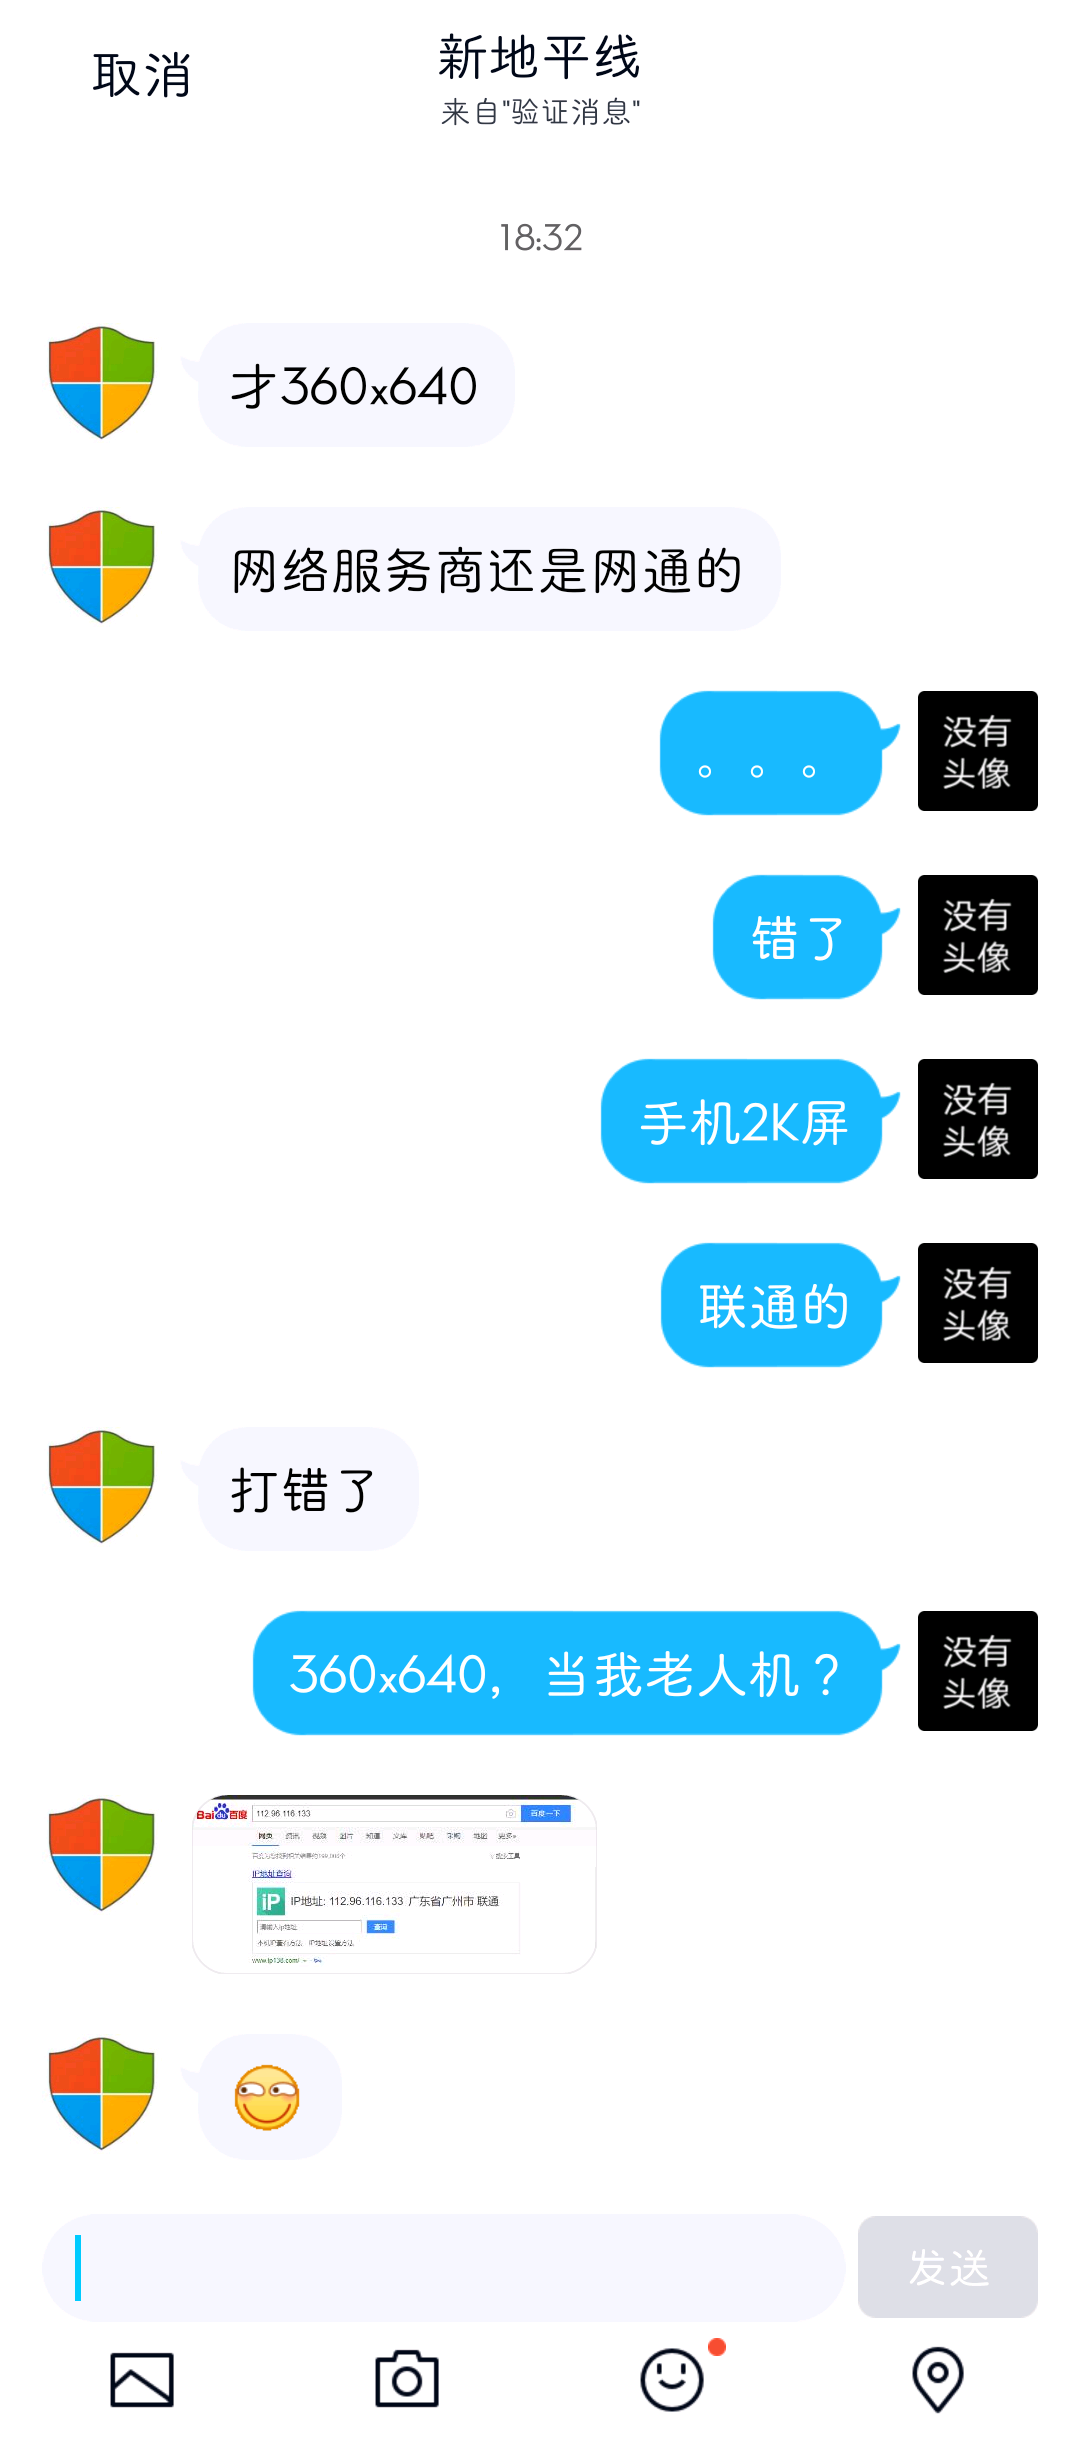 取消
新地平线
来自"验证消息"
18:32
才360x640
网络服务商还是网通的
。。。
没有
头像
错了
没有
头像
手机2K屏
没有
头像
联通的
没有
头像
打错了
360x640，当我老人机？
没有
头像
Bai du 百度
112.96.116.133
百度一下
网页 资讯 视频 图片 知道 文库 贴吧 采购 地图 更多»
搜索工具
IP地址查询
iP
IP地址: 112.96.116.133 广东省广州市 联通
请输入ip地址
查询
www.ip138.com/
发送